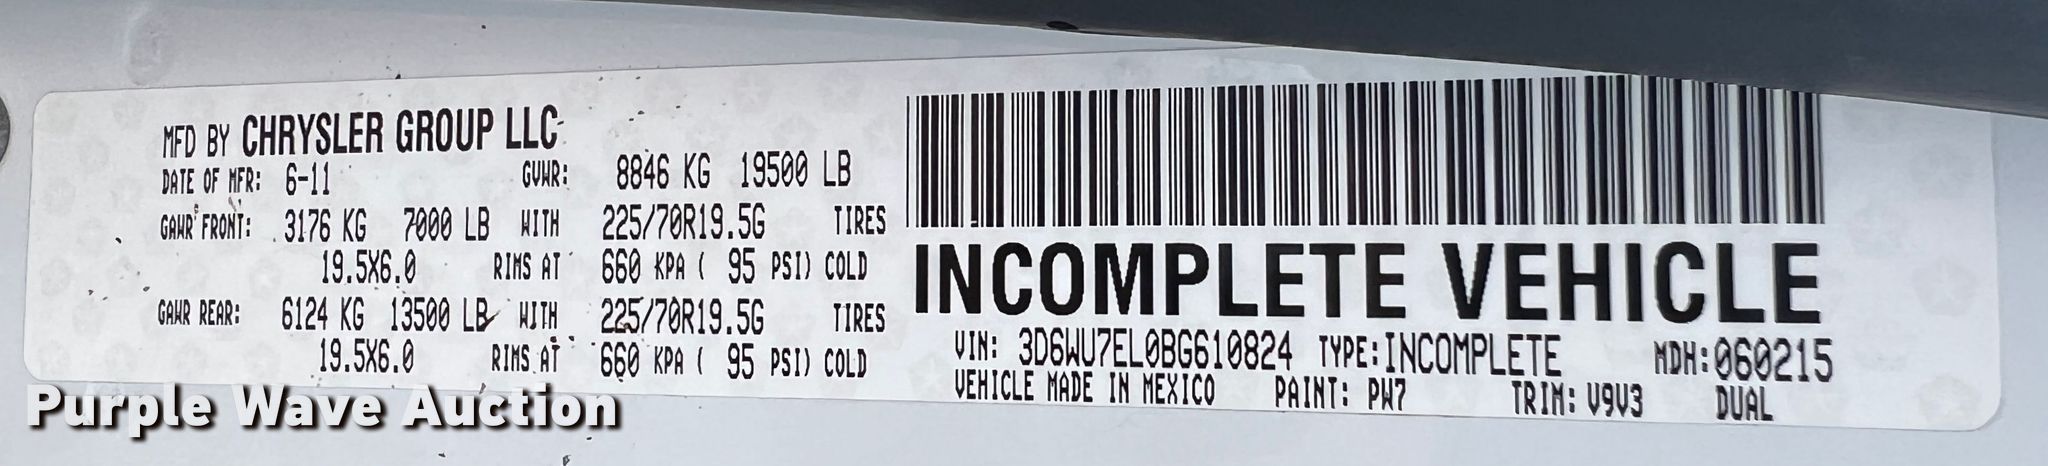 MFD BY CHRYSLER GROUP LLC
DATE OF MFR: 6-11 GVWR: 8846 KG 19500 LB
GAWR FRONT: 3176 KG 7000 LB WITH 225/70R19.5G TIRES
19.5X6.0 RIMS AT 660 KPA ( 95 PSI) COLD
GAWR REAR: 6124 KG 13500 LB WITH 225/70R19.5G TIRES
19.5X6.0 RIMS AT 660 KPA ( 95 PSI) COLD
INCOMPLETE VEHICLE
VIN: 3D6WU7EL0BG610824 TYPE: INCOMPLETE MDH: 060215
VEHICLE MADE IN MEXICO PAINT: PW7 TRIM: V9V3 DUAL
Purple Wave Auction